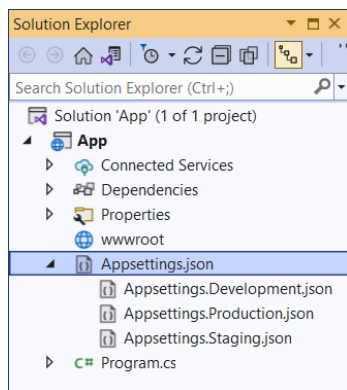 Solution Explorer
Search Solution Explorer (Ctrl+;)
Solution 'App' (1 of 1 project)
App
Connected Services
Dependencies
Properties
wwwroot
Appsettings.json
Appsettings.Development.json
Appsettings.Production.json
Appsettings.Staging.json
C# Program.cs